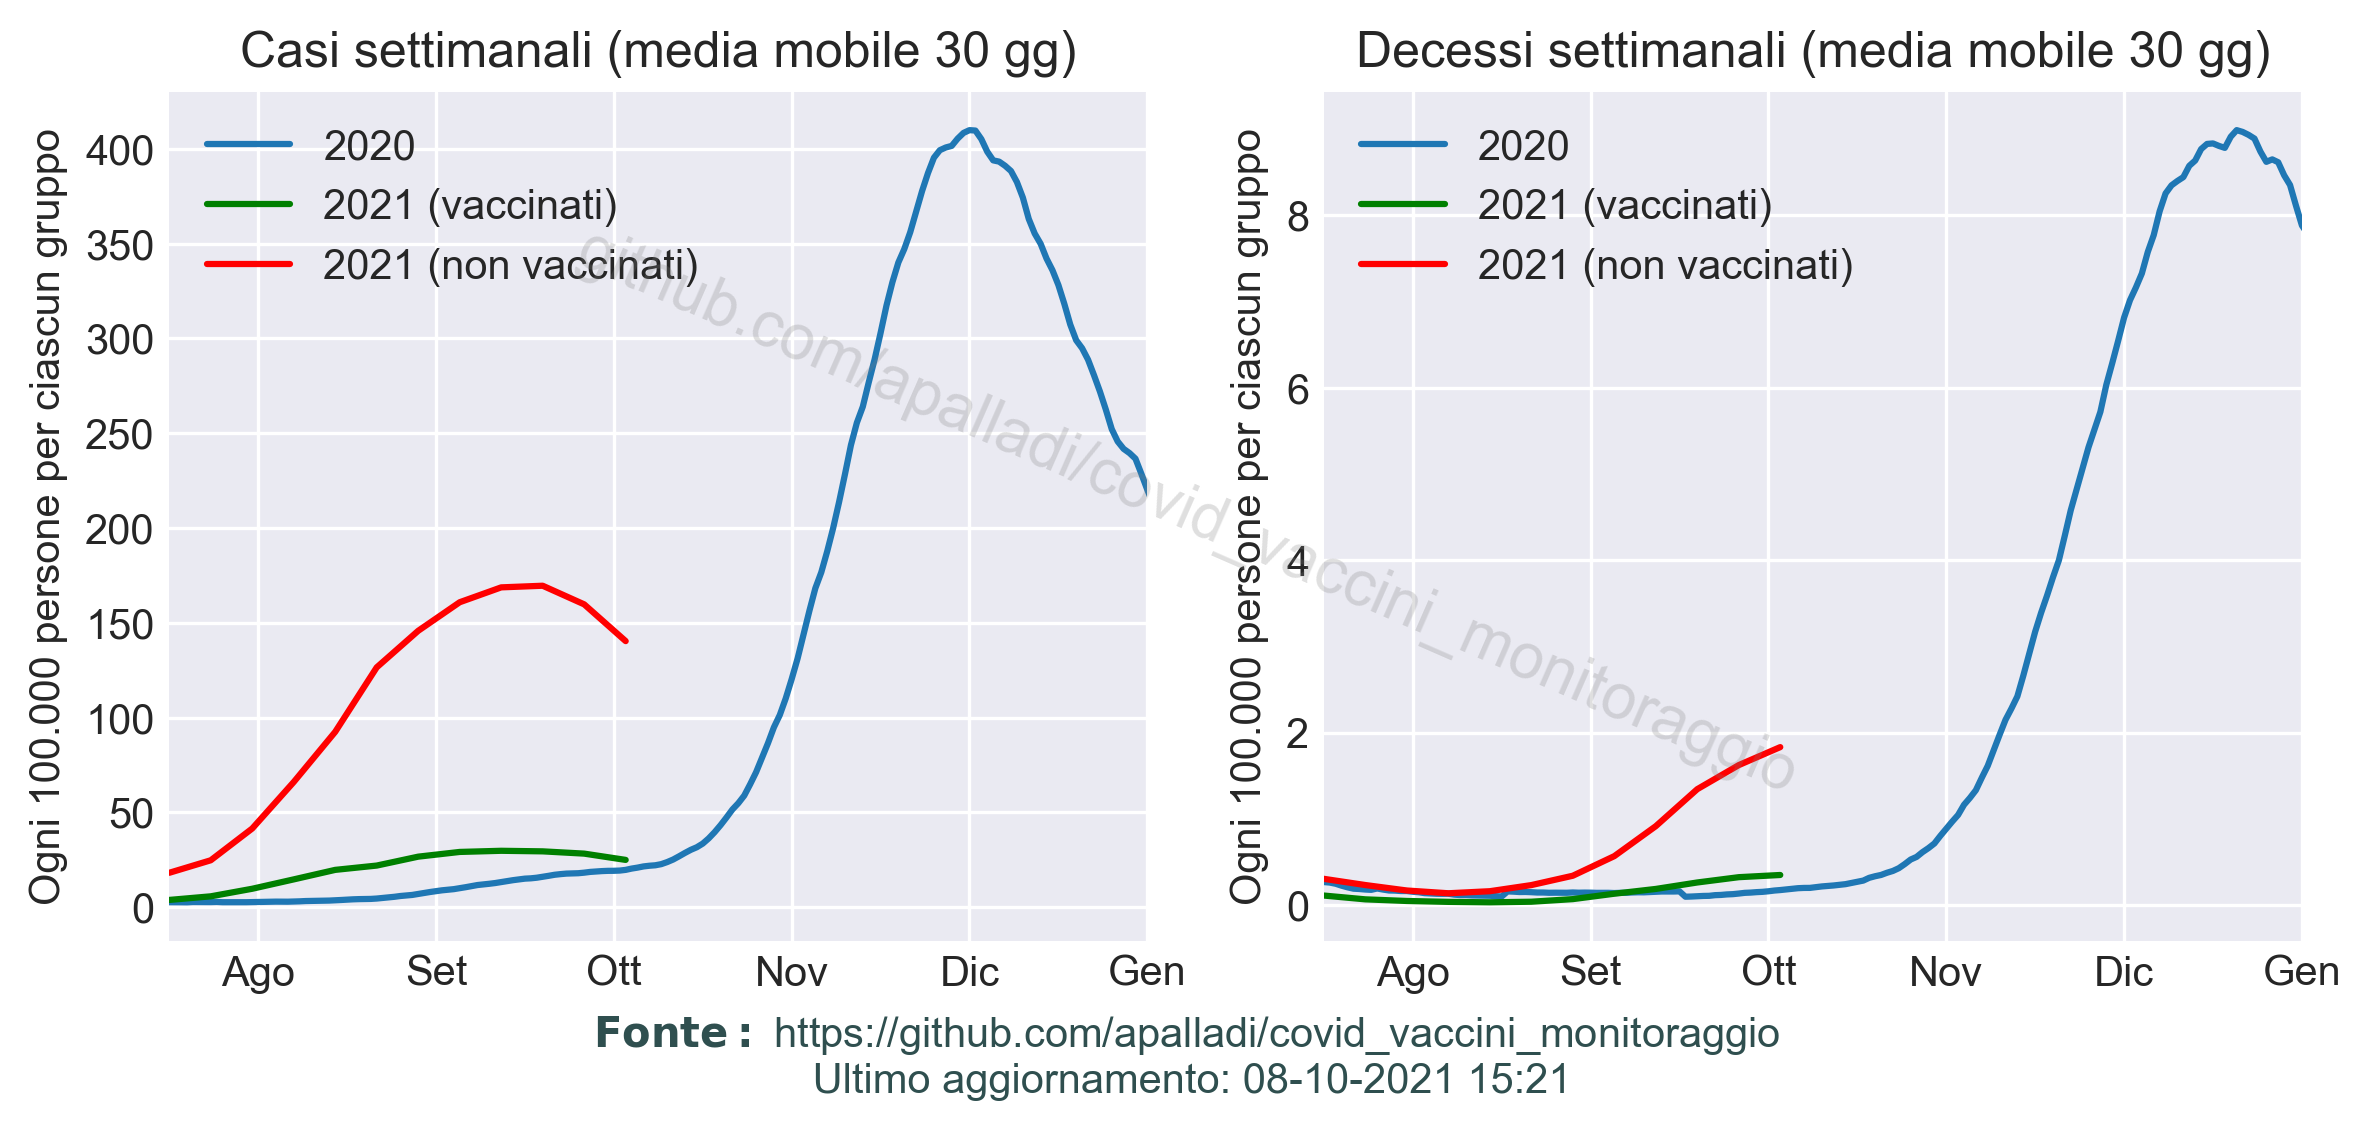 Casi settimanali (media mobile 30 gg)
Ogni 100.000 persone per ciascun gruppo
400
350
300
250
200
150
100
50
0
2020
2021 (vaccinati)
2021 (non vaccinati)
Ago Set Ott Nov Dic Gen
Decessi settimanali (media mobile 30 gg)
Ogni 100.000 persone per ciascun gruppo
8
6
4
2
0
2020
2021 (vaccinati)
2021 (non vaccinati)
Ago Set Ott Nov Dic Gen
github.com/apalladi/covid_vaccini_monitoraggio
Fonte: https://github.com/apalladi/covid_vaccini_monitoraggio
Ultimo aggiornamento: 08-10-2021 15:21